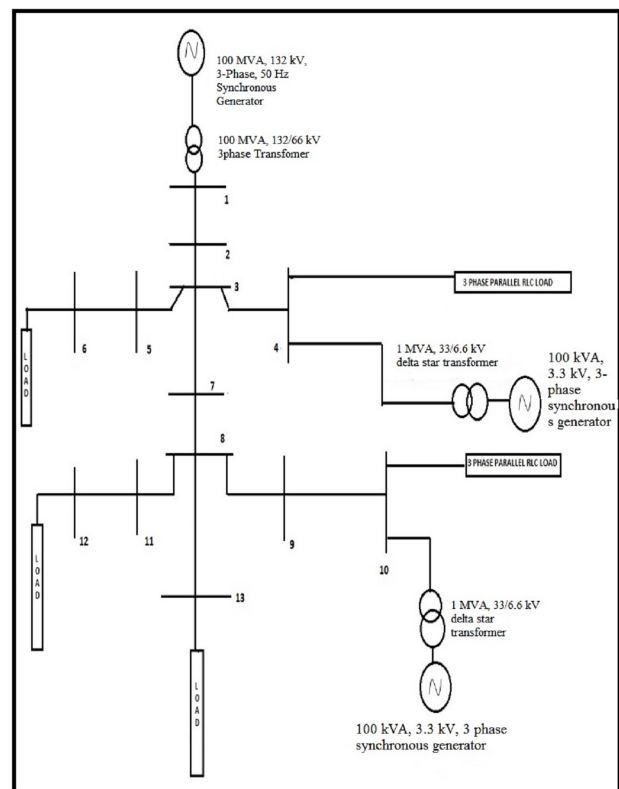 100 MVA, 132 kV,
3-Phase, 50 Hz
Synchronous
Generator
100 MVA, 132/66 kV
3phase Transfomer
1
2
3
3 PHASE PARALLEL RLC LOAD
6
5
4
1 MVA, 33/6.6 kV
delta star transformer
100 kVA,
3.3 kV, 3-
phase
synchronou
s generator
LOAD
7
8
3 PHASE PARALLEL RLC LOAD
12
11
9
10
LOAD
13
1 MVA, 33/6.6 kV
delta star
transformer
LOAD
100 kVA, 3.3 kV, 3 phase
synchronous generator